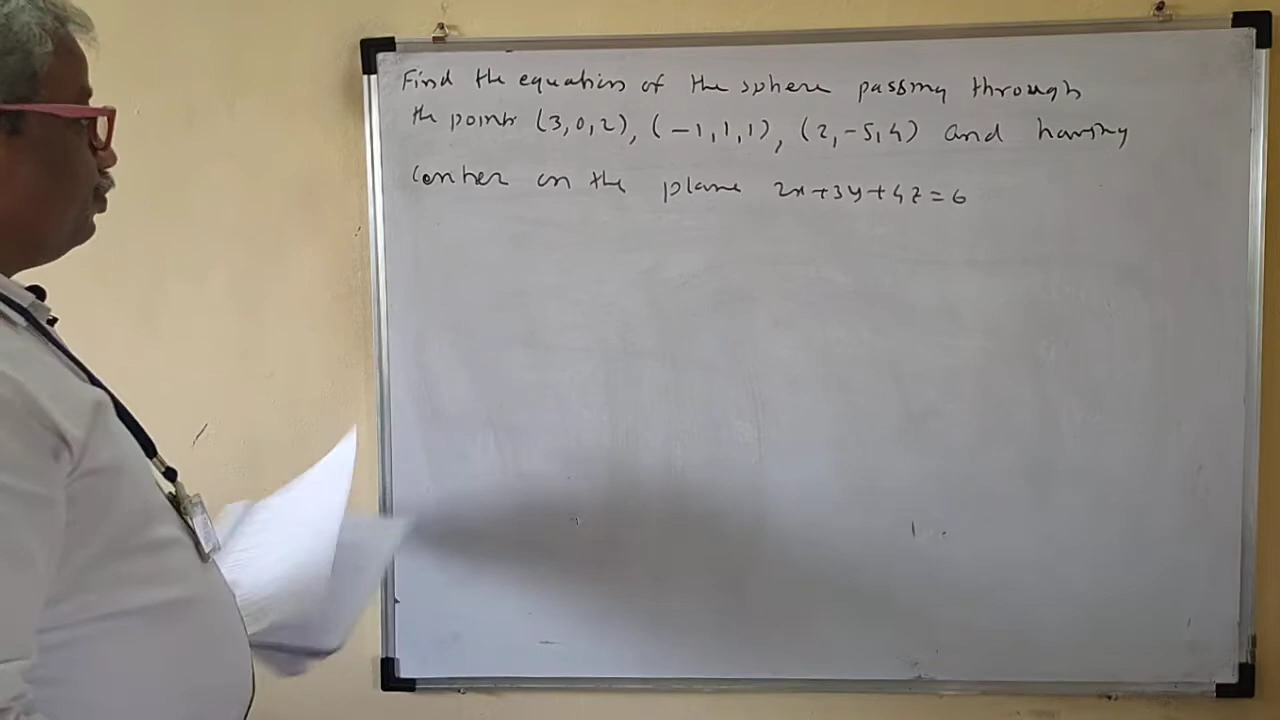 Find the equation of the sphere passing through
the points (3,0,2), (-1,1,1), (2,-5,4) and having
center on the plane 2x+3y+4z=6